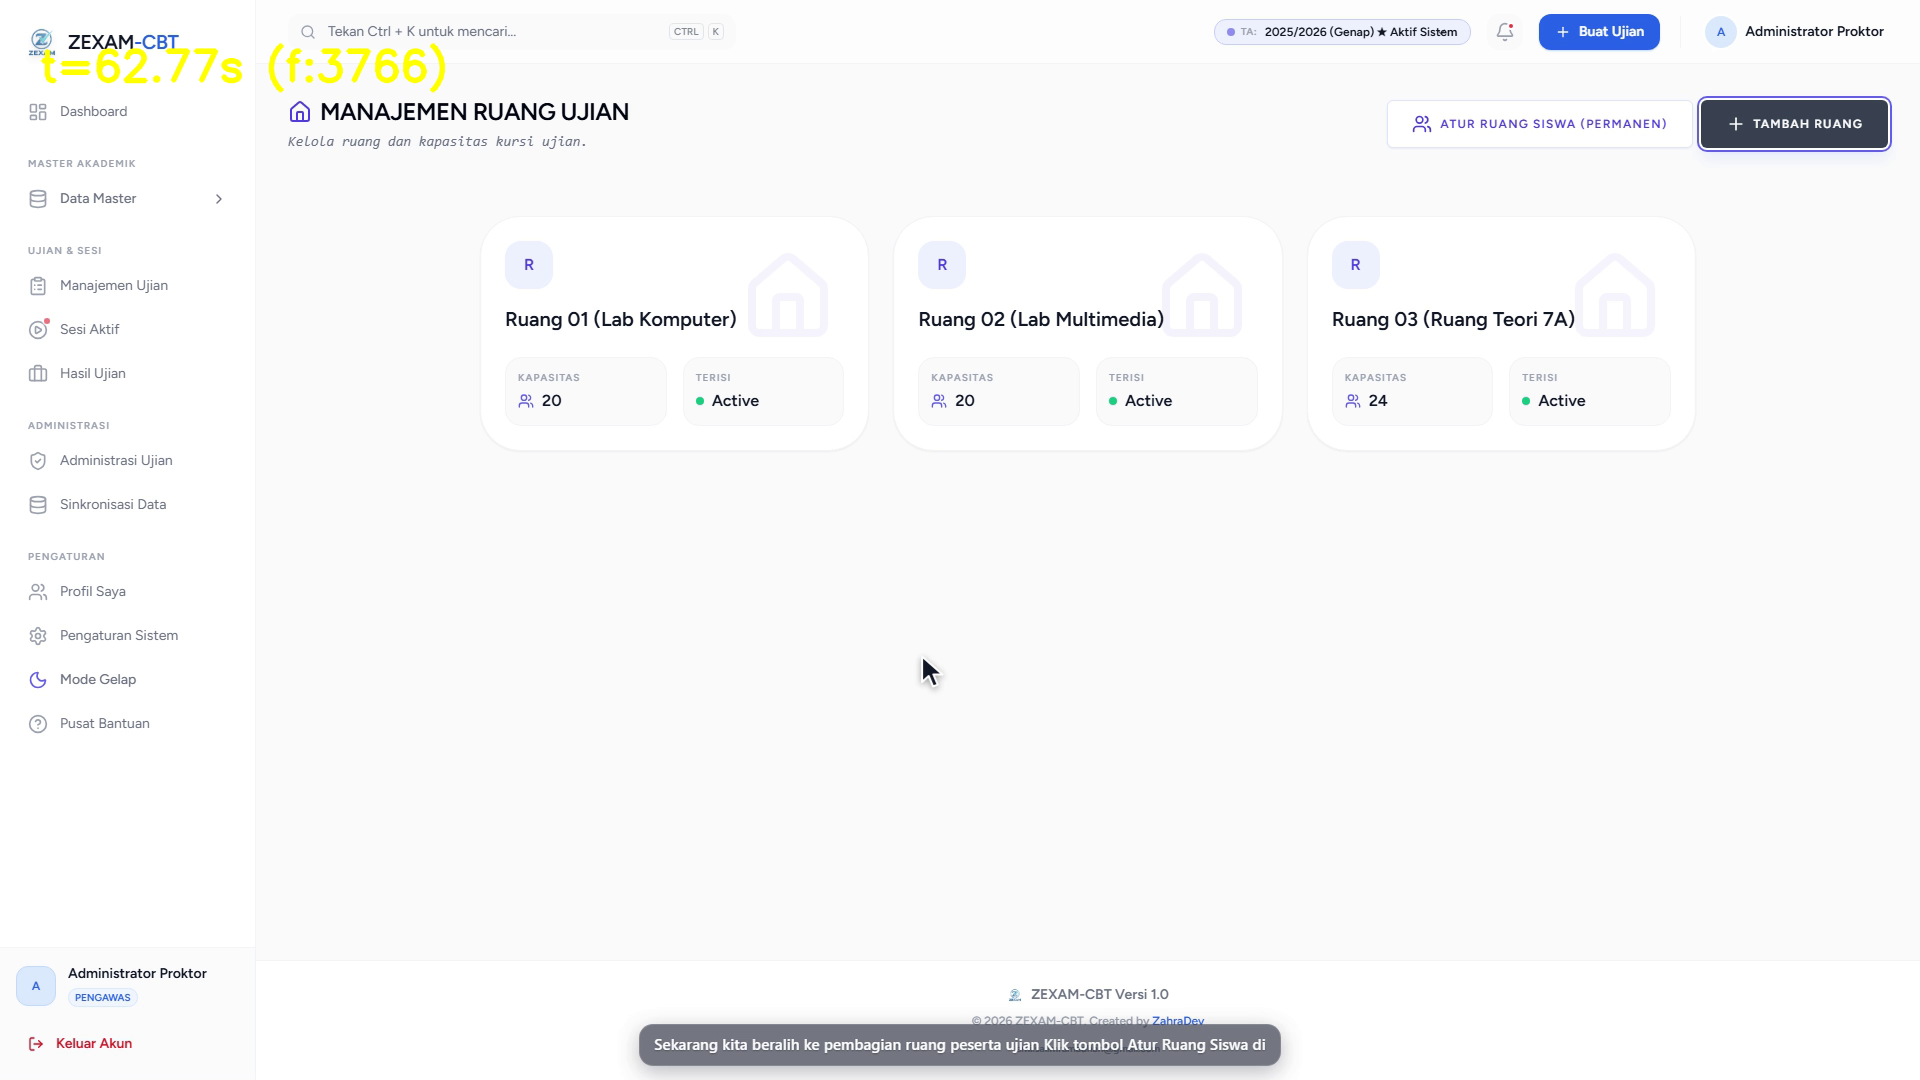 ZEXAM-CBT
t=62.77s (f:3766)
Tekan Ctrl + K untuk mencari...
CTRL K
TA: 2025/2026 (Genap) ★ Aktif Sistem
Buat Ujian
A
Administrator Proktor
Dashboard
MASTER AKADEMIK
Data Master
UJIAN & SESI
Manajemen Ujian
Sesi Aktif
Hasil Ujian
ADMINISTRASI
Administrasi Ujian
Sinkronisasi Data
PENGATURAN
Profil Saya
Pengaturan Sistem
Mode Gelap
Pusat Bantuan
A
Administrator Proktor
PENGAWAS
Keluar Akun
MANAJEMEN RUANG UJIAN
Kelola ruang dan kapasitas kursi ujian.
ATUR RUANG SISWA (PERMANEN)
TAMBAH RUANG
R
Ruang 01 (Lab Komputer)
KAPASITAS
20
TERISI
Active
R
Ruang 02 (Lab Multimedia)
KAPASITAS
20
TERISI
Active
R
Ruang 03 (Ruang Teori 7A)
KAPASITAS
24
TERISI
Active
ZEXAM-CBT Versi 1.0
© 2026 ZEXAM-CBT. Created by ZahraDev
Sekarang kita beralih ke pembagian ruang peserta ujian Klik tombol Atur Ruang Siswa di